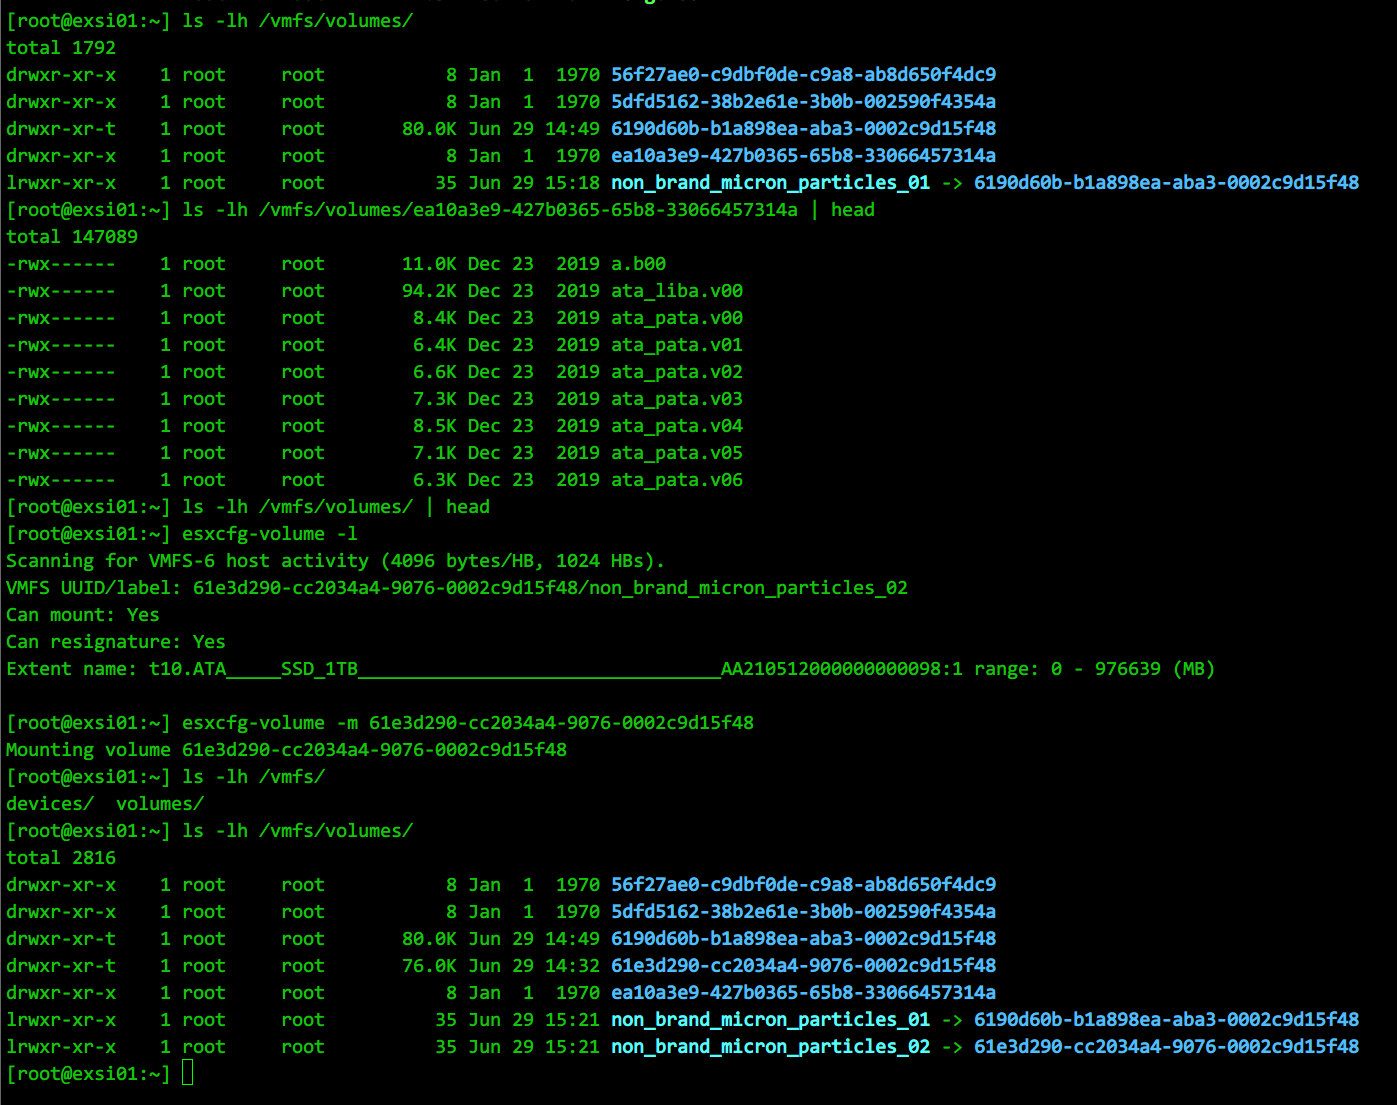 [root@exsi01:~] ls -lh /vmfs/volumes/
total 1792
drwxr-xr-x    1 root     root           8 Jan  1  1970 56f27ae0-c9dbf0de-c9a8-ab8d650f4dc9
drwxr-xr-x    1 root     root           8 Jan  1  1970 5dfd5162-38b2e61e-3b0b-002590f4354a
drwxr-xr-t    1 root     root       80.0K Jun 29 14:49 6190d60b-b1a898ea-aba3-0002c9d15f48
drwxr-xr-x    1 root     root           8 Jan  1  1970 ea10a3e9-427b0365-65b8-33066457314a
lrwxr-xr-x    1 root     root          35 Jun 29 15:18 non_brand_micron_particles_01 -> 6190d60b-b1a898ea-aba3-0002c9d15f48
[root@exsi01:~] ls -lh /vmfs/volumes/ea10a3e9-427b0365-65b8-33066457314a | head
total 147089
-rwx------    1 root     root       11.0K Dec 23  2019 a.b00
-rwx------    1 root     root       94.2K Dec 23  2019 ata_liba.v00
-rwx------    1 root     root        8.4K Dec 23  2019 ata_pata.v00
-rwx------    1 root     root        6.4K Dec 23  2019 ata_pata.v01
-rwx------    1 root     root        6.6K Dec 23  2019 ata_pata.v02
-rwx------    1 root     root        7.3K Dec 23  2019 ata_pata.v03
-rwx------    1 root     root        8.5K Dec 23  2019 ata_pata.v04
-rwx------    1 root     root        7.1K Dec 23  2019 ata_pata.v05
-rwx------    1 root     root        6.3K Dec 23  2019 ata_pata.v06
[root@exsi01:~] ls -lh /vmfs/volumes/ | head
[root@exsi01:~] esxcfg-volume -l
Scanning for VMFS-6 host activity (4096 bytes/HB, 1024 HBs).
VMFS UUID/label: 61e3d290-cc2034a4-9076-0002c9d15f48/non_brand_micron_particles_02
Can mount: Yes
Can resignature: Yes
Extent name: t10.ATA_____SSD_1TB_________________________________AA210512000000000098:1 range: 0 - 976639 (MB)
[root@exsi01:~] esxcfg-volume -m 61e3d290-cc2034a4-9076-0002c9d15f48
Mounting volume 61e3d290-cc2034a4-9076-0002c9d15f48
[root@exsi01:~] ls -lh /vmfs/
devices/  volumes/
[root@exsi01:~] ls -lh /vmfs/volumes/
total 2816
drwxr-xr-x    1 root     root           8 Jan  1  1970 56f27ae0-c9dbf0de-c9a8-ab8d650f4dc9
drwxr-xr-x    1 root     root           8 Jan  1  1970 5dfd5162-38b2e61e-3b0b-002590f4354a
drwxr-xr-t    1 root     root       80.0K Jun 29 14:49 6190d60b-b1a898ea-aba3-0002c9d15f48
drwxr-xr-t    1 root     root       76.0K Jun 29 14:32 61e3d290-cc2034a4-9076-0002c9d15f48
drwxr-xr-x    1 root     root           8 Jan  1  1970 ea10a3e9-427b0365-65b8-33066457314a
lrwxr-xr-x    1 root     root          35 Jun 29 15:21 non_brand_micron_particles_01 -> 6190d60b-b1a898ea-aba3-0002c9d15f48
lrwxr-xr-x    1 root     root          35 Jun 29 15:21 non_brand_micron_particles_02 -> 61e3d290-cc2034a4-9076-0002c9d15f48
[root@exsi01:~]